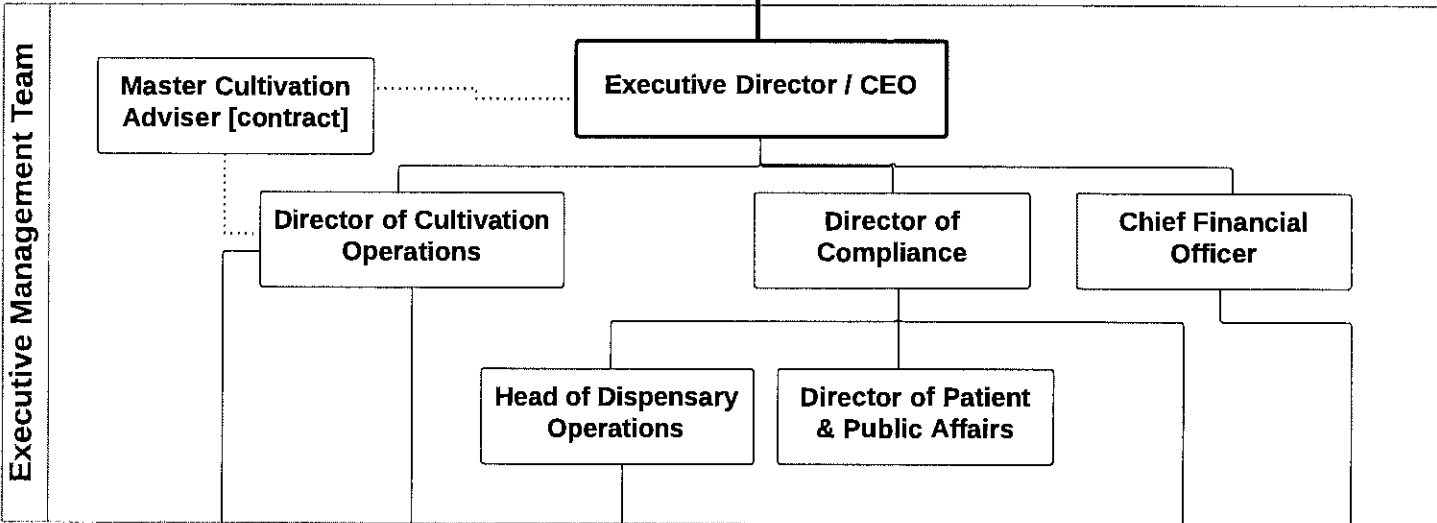 Executive Management Team
Master Cultivation
Adviser [contract]
Executive Director / CEO
Director of Cultivation
Operations
Director of
Compliance
Chief Financial
Officer
Head of Dispensary
Operations
Director of Patient
& Public Affairs